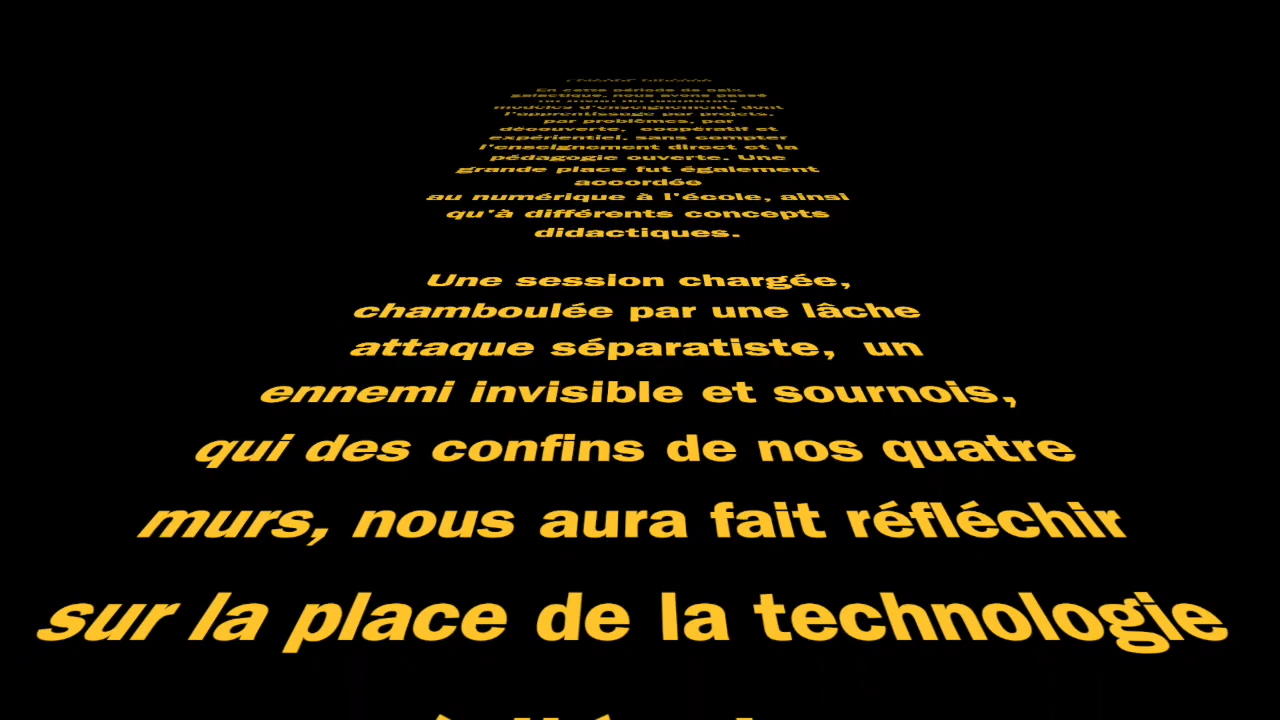 En cette période de paix
galactique, nous avons passé
modèles d'enseignement, dont
l'apprentissage par projets,
par problèmes, par
découverte, coopératif et
expérientiel, sans compter
l'enseignement direct et la
pédagogie ouverte. Une
grande place fut également
accordée
au numérique à l'école, ainsi
qu'à différents concepts
didactiques.
Une session chargée,
chamboulée par une lâche
attaque séparatiste, un
ennemi invisible et sournois,
qui des confins de nos quatre
murs, nous aura fait réfléchir
sur la place de la technologie